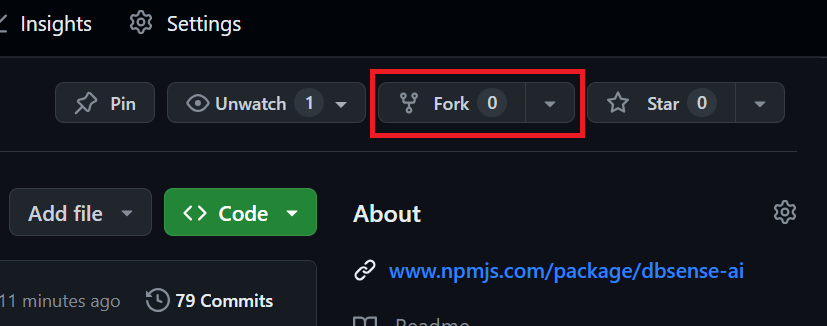 Insights Settings
Pin Unwatch 1 Fork 0 Star 0
Add file Code About
www.npmjs.com/package/dbsense-ai
11 minutes ago 79 Commits
Readme